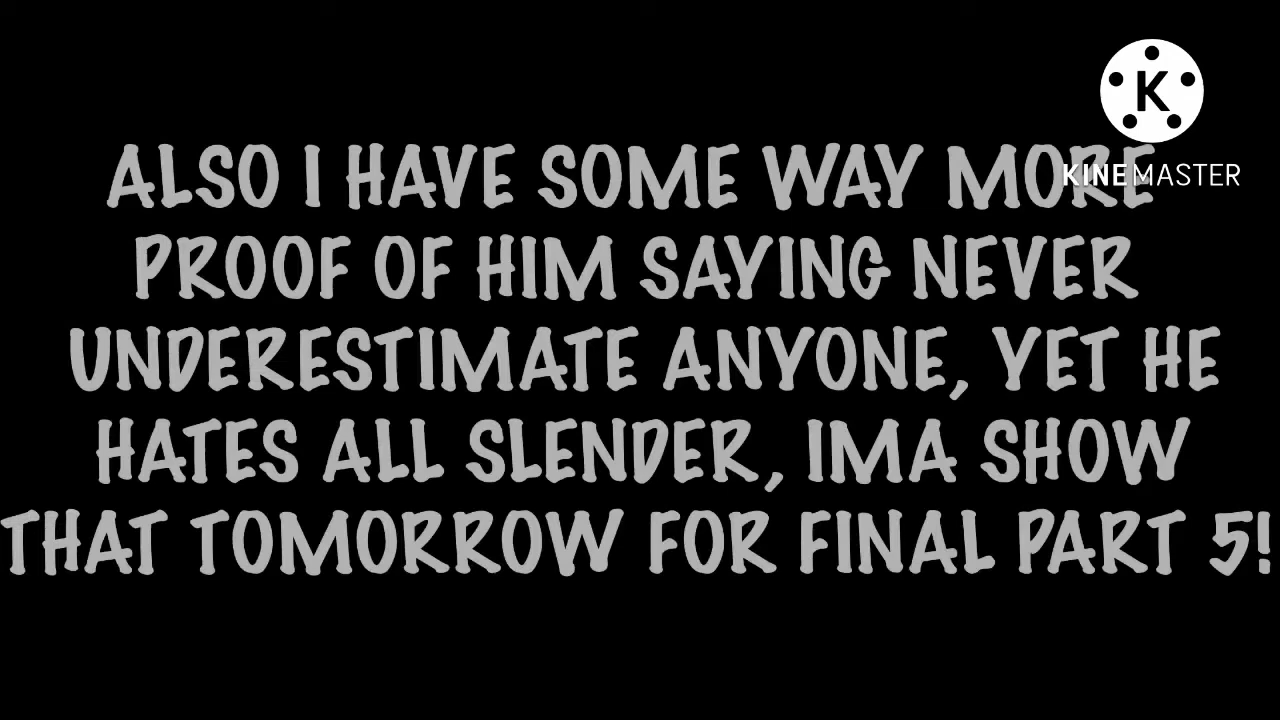 K
KINEMASTER
ALSO I HAVE SOME WAY MORE
PROOF OF HIM SAYING NEVER
UNDERESTIMATE ANYONE, YET HE
HATES ALL SLENDER, IMA SHOW
THAT TOMORROW FOR FINAL PART 5!